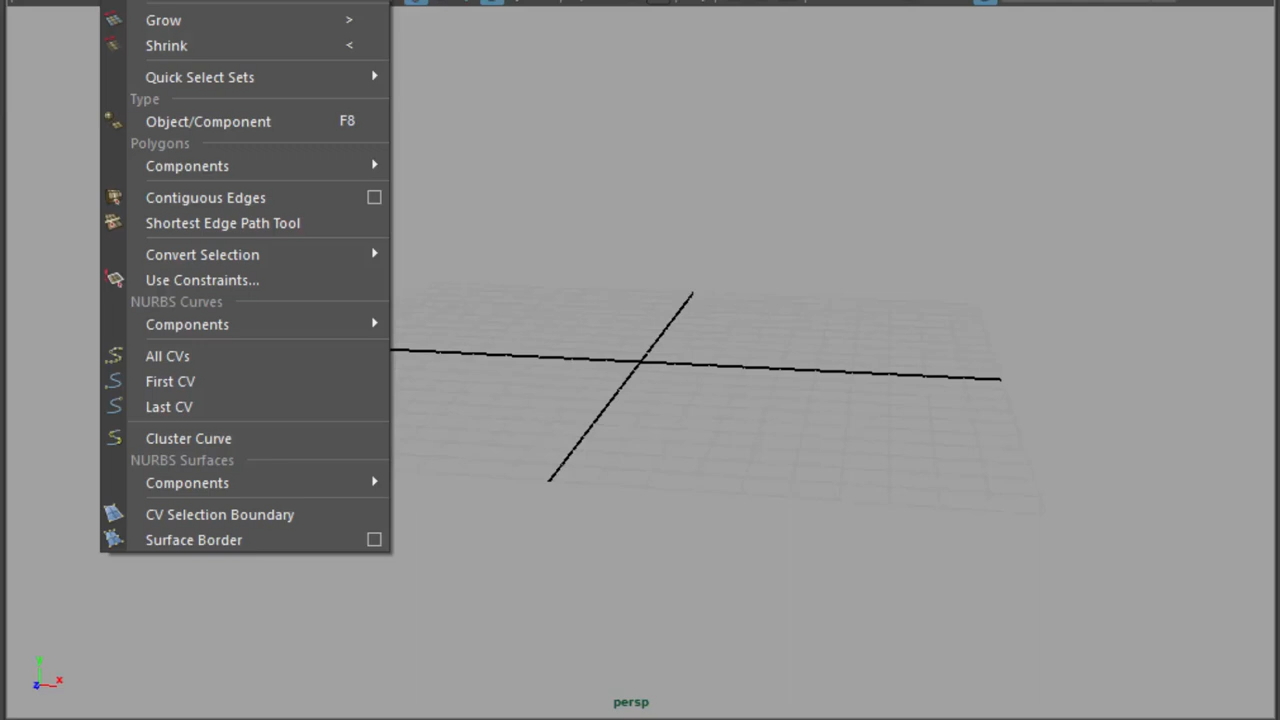 Grow >
Shrink <
Quick Select Sets
Type
Object/Component F8
Polygons
Components
Contiguous Edges
Shortest Edge Path Tool
Convert Selection
Use Constraints...
NURBS Curves
Components
All CVs
First CV
Last CV
Cluster Curve
NURBS Surfaces
Components
CV Selection Boundary
Surface Border
Y
x
z
persp